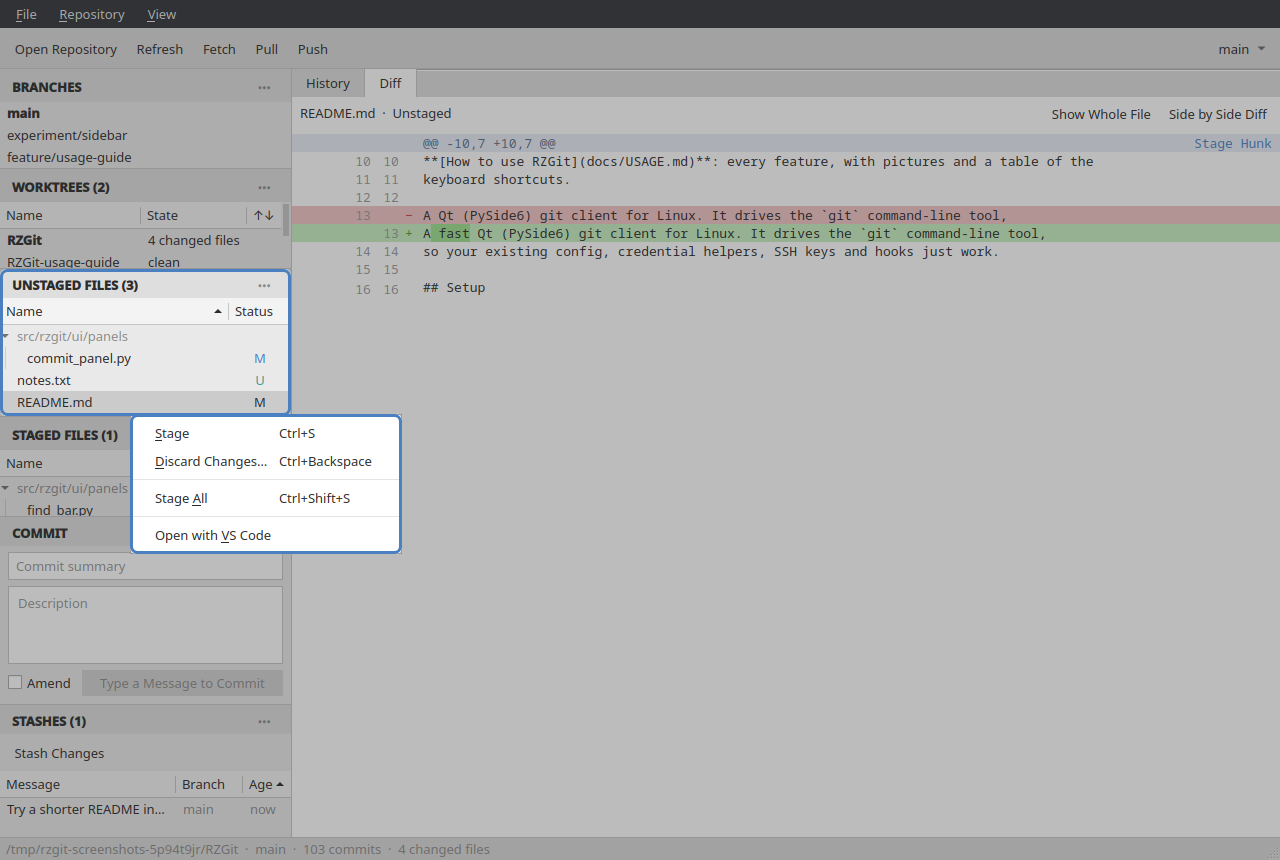 File Repository View
Open Repository Refresh Fetch Pull Push main
BRANCHES ···
main
experiment/sidebar
feature/usage-guide
WORKTREES (2) ···
Name State ↑↓
RZGit 4 changed files
RZGit-usage-guide clean
UNSTAGED FILES (3) ···
Name Status
src/rzgit/ui/panels
commit_panel.py M
notes.txt U
README.md M
STAGED FILES (1)
Name
src/rzgit/ui/panels
find_bar.py
Stage Ctrl+S
Discard Changes... Ctrl+Backspace
Stage All Ctrl+Shift+S
Open with VS Code
COMMIT
Commit summary
Description
Amend Type a Message to Commit
STASHES (1) ···
Stash Changes
Message Branch Age
Try a shorter README in... main now
History Diff
README.md · Unstaged Show Whole File Side by Side Diff
@@ -10,7 +10,7 @@ Stage Hunk
10 10 **[How to use RZGit](docs/USAGE.md)**: every feature, with pictures and a table of the
11 11 keyboard shortcuts.
12 12
13 − A Qt (PySide6) git client for Linux. It drives the `git` command-line tool,
13 + A fast Qt (PySide6) git client for Linux. It drives the `git` command-line tool,
14 14 so your existing config, credential helpers, SSH keys and hooks just work.
15 15
16 16 ## Setup
/tmp/rzgit-screenshots-5p94t9jr/RZGit · main · 103 commits · 4 changed files